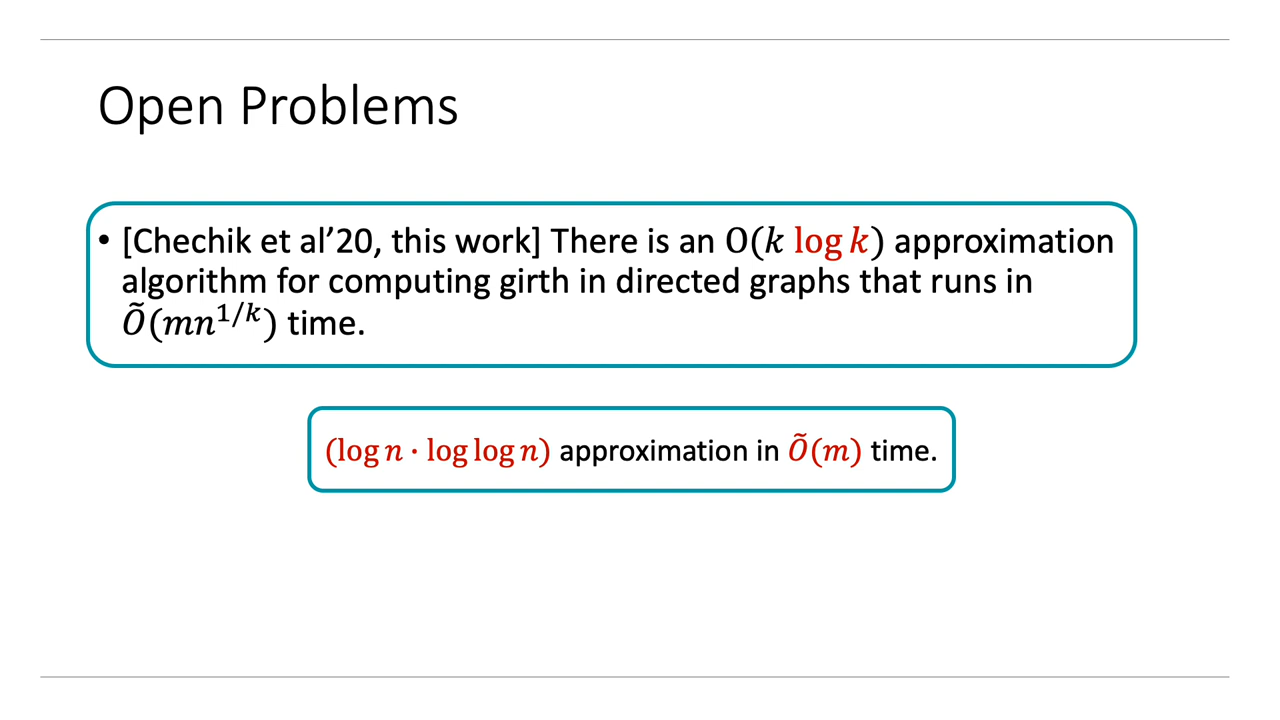 Open Problems
• [Chechik et al’20, this work] There is an O(k log k) approximation
algorithm for computing girth in directed graphs that runs in
Õ(mn^{1/k}) time.
(log n · log log n) approximation in Õ(m) time.